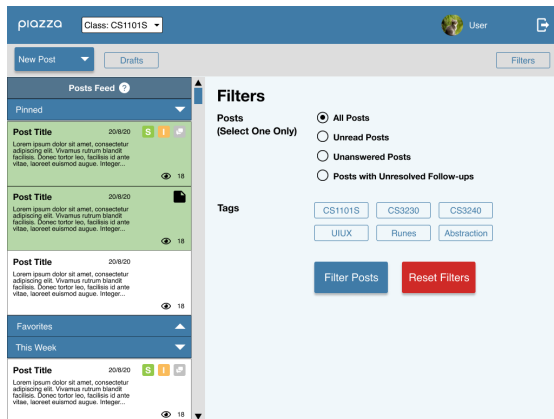 piazza
Class: CS1101S
User
New Post
Drafts
Filters
Posts Feed ?
Pinned
Post Title 20/8/20 S I
Lorem ipsum dolor sit amet, consectetur
adipiscing elit. Vivamus rutrum blandit
facilisis. Donec tortor leo, facilisis id ante
vitae, laoreet euismod augue. Integer...
18
Post Title 20/8/20
Lorem ipsum dolor sit amet, consectetur
adipiscing elit. Vivamus rutrum blandit
facilisis. Donec tortor leo, facilisis id ante
vitae, laoreet euismod augue. Integer...
18
Post Title 20/8/20
Lorem ipsum dolor sit amet, consectetur
adipiscing elit. Vivamus rutrum blandit
facilisis. Donec tortor leo, facilisis id ante
vitae, laoreet euismod augue. Integer...
18
Favorites
This Week
Post Title 20/8/20 S I
Lorem ipsum dolor sit amet, consectetur
adipiscing elit. Vivamus rutrum blandit
facilisis. Donec tortor leo, facilisis id ante
vitae, laoreet euismod augue. Integer...
18
Filters
Posts
(Select One Only)
All Posts
Unread Posts
Unanswered Posts
Posts with Unresolved Follow-ups
Tags
CS1101S CS3230 CS3240
UIUX Runes Abstraction
Filter Posts Reset Filters